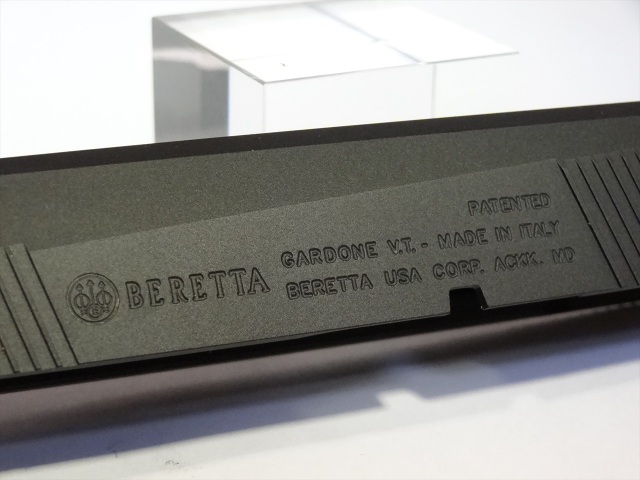 PATENTED
BERETTA GARDONE V.T. - MADE IN ITALY
BERETTA USA CORP. ACKK. MD